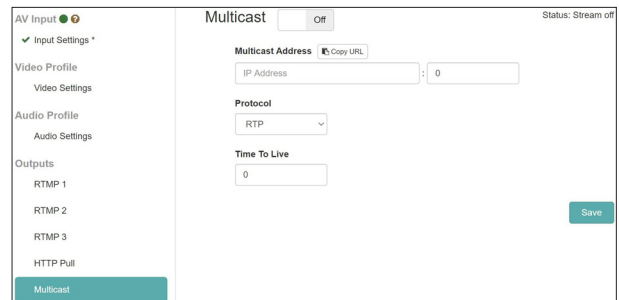 AV Input
Input Settings *
Video Profile
Video Settings
Audio Profile
Audio Settings
Outputs
RTMP 1
RTMP 2
RTMP 3
HTTP Pull
Multicast
Multicast Off
Status: Stream off
Multicast Address Copy URL
IP Address : 0
Protocol
RTP
Time To Live
0
Save